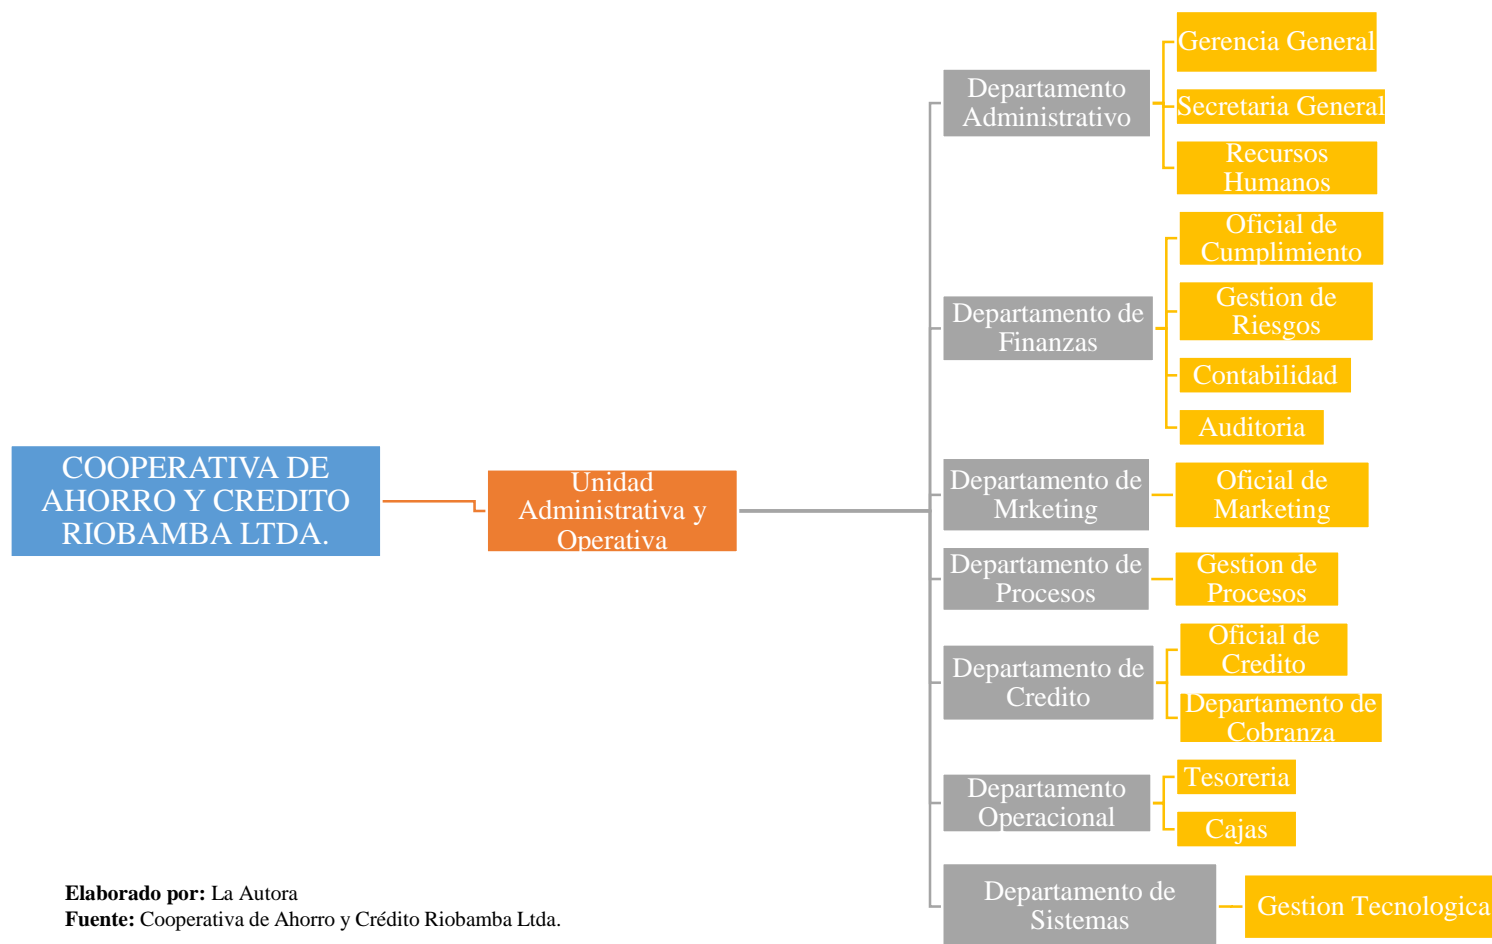 COOPERATIVA DE
AHORRO Y CREDITO
RIOBAMBA LTDA.
Unidad
Administrativa y
Operativa
Departamento
Administrativo
Gerencia General
Secretaria General
Recursos
Humanos
Departamento de
Finanzas
Oficial de
Cumplimiento
Gestion de
Riesgos
Contabilidad
Auditoria
Departamento de
Mrketing
Oficial de
Marketing
Departamento de
Procesos
Gestion de
Procesos
Departamento de
Credito
Oficial de
Credito
Departamento de
Cobranza
Departamento
Operacional
Tesoreria
Cajas
Departamento de
Sistemas
Gestion Tecnologica
Elaborado por: La Autora
Fuente: Cooperativa de Ahorro y Crédito Riobamba Ltda.